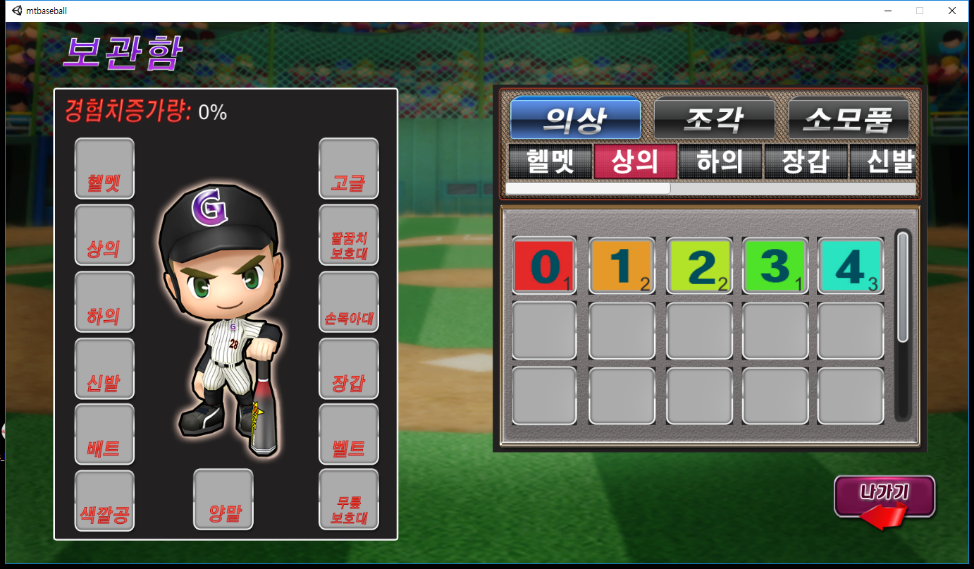 mtbaseball
보관함
경험치증가량: 0%
헬멧
고글
상의
팔꿈치
보호대
하의
손목아대
신발
장갑
배트
벨트
색깔공
양말
무릎
보호대
G
G
28
의상 조각 소모품
헬멧 상의 하의 장갑 신발
0 1 1 2 2 2 3 1 4 3
나가기